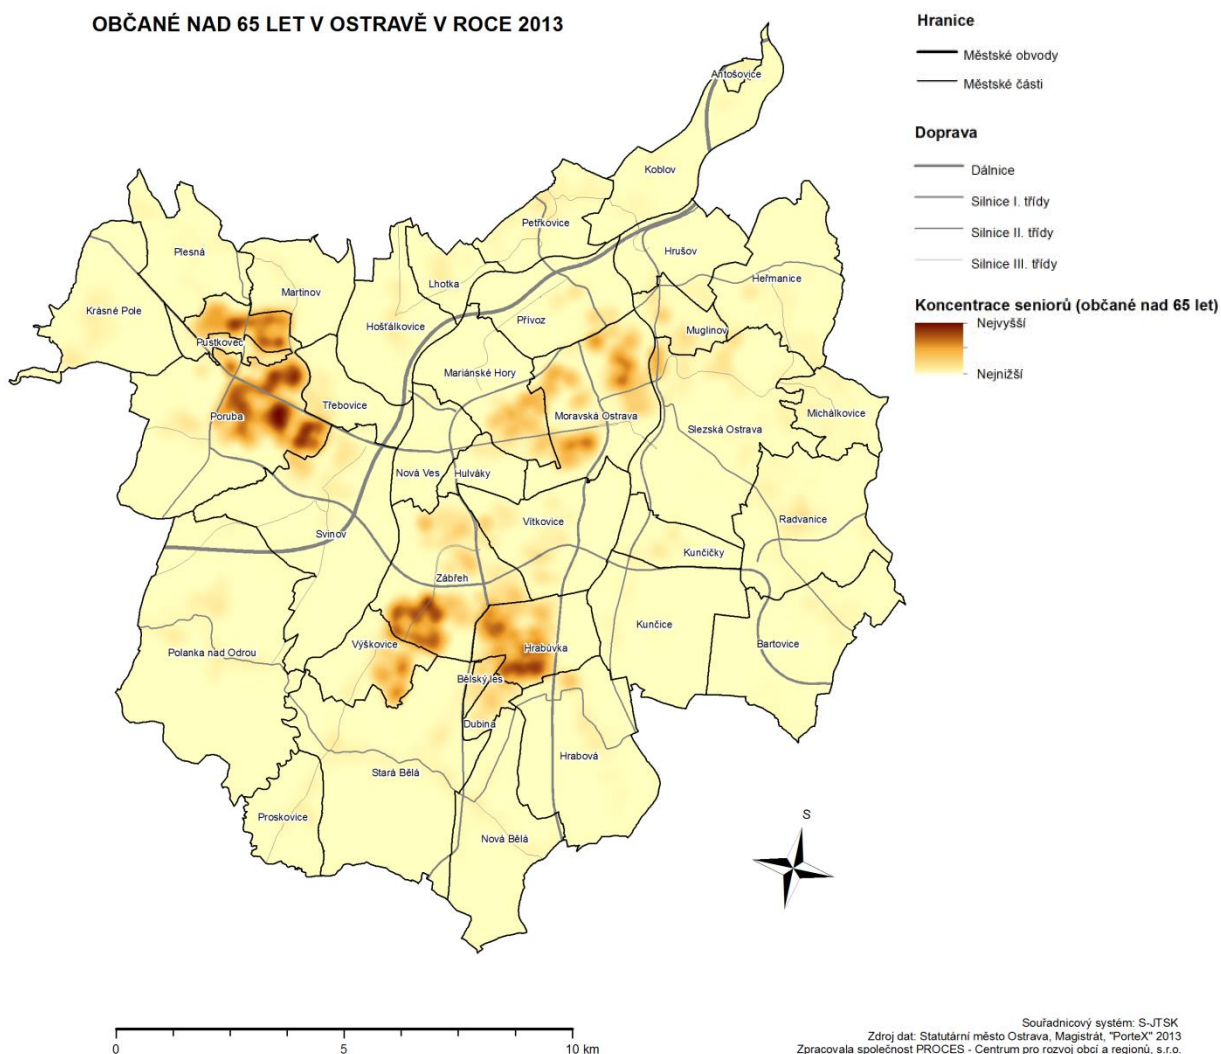 OBČANÉ NAD 65 LET V OSTRAVĚ V ROCE 2013
Hranice
Městské obvody
Městské části
Doprava
Dálnice
Silnice I. třídy
Silnice II. třídy
Silnice III. třídy
Koncentrace seniorů (občané nad 65 let)
Nejvyšší
Nejnižší
Antošovice
Koblov
Petřkovice
Hrušov
Plesná
Lhotka
Heřmanice
Martinov
Krásné Pole
Hošťálkovice
Přívoz
Muglinov
Pustkovec
Mariánské Hory
Třebovice
Poruba
Moravská Ostrava
Michálkovice
Slezská Ostrava
Nová Ves
Hulváky
Vítkovice
Radvanice
Svinov
Kunčičky
Zábřeh
Kunčice
Výškovice
Hrabůvka
Bartovice
Polanka nad Odrou
Bělský les
Dubina
Hrabová
Stará Bělá
Proskovice
Nová Bělá
S
0
5
10 km
Souřadnicový systém: S-JTSK
Zdroj dat: Statutární město Ostrava, Magistrát, "PorteX" 2013
Zpracovala společnost PROCES - Centrum pro rozvoj obcí a regionů, s.r.o.